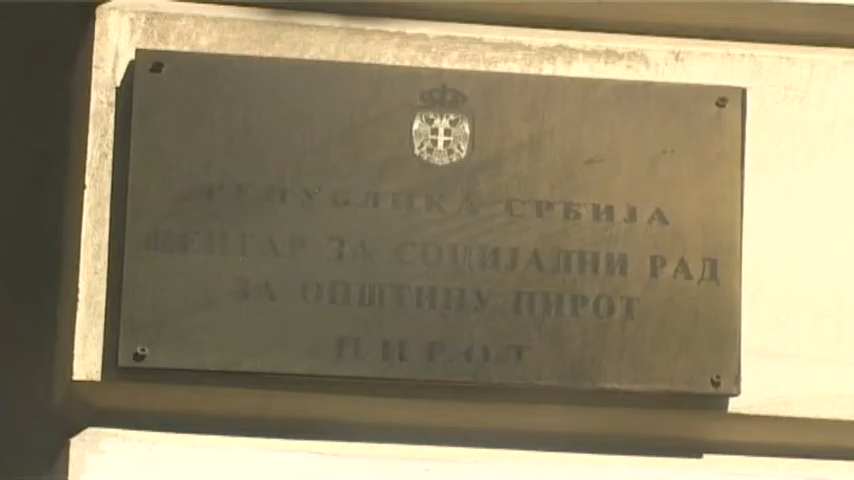 РЕПУБЛИКА СРБИЈА
ЦЕНТАР ЗА СОЦИЈАЛНИ РАД
ЗА ОПШТИНУ ПИРОТ
ПИРОТ